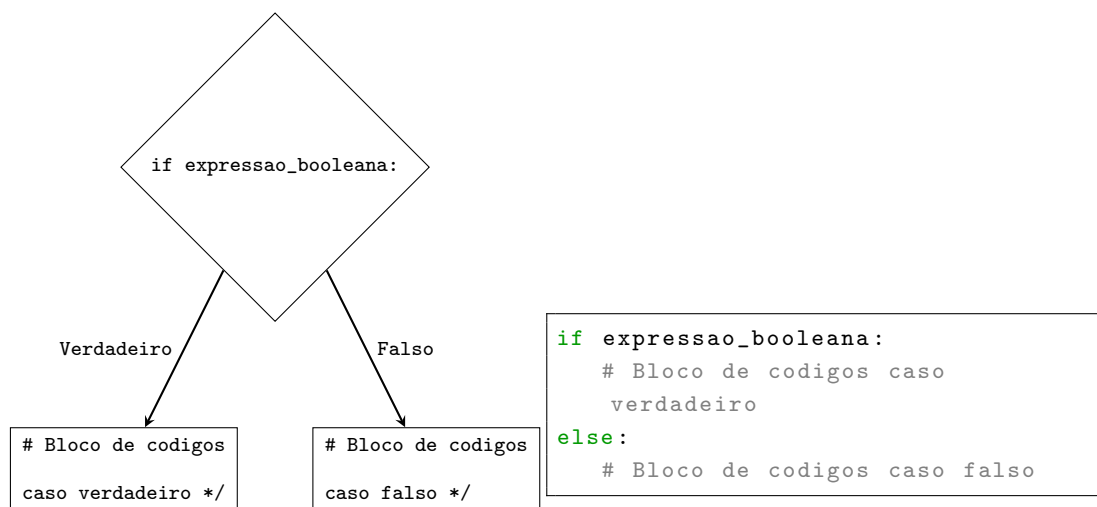 if expressao_booleana:
Verdadeiro
Falso
# Bloco de codigos
caso verdadeiro */
# Bloco de codigos
caso falso */
if expressao_booleana:
# Bloco de codigos caso
verdadeiro
else:
# Bloco de codigos caso falso